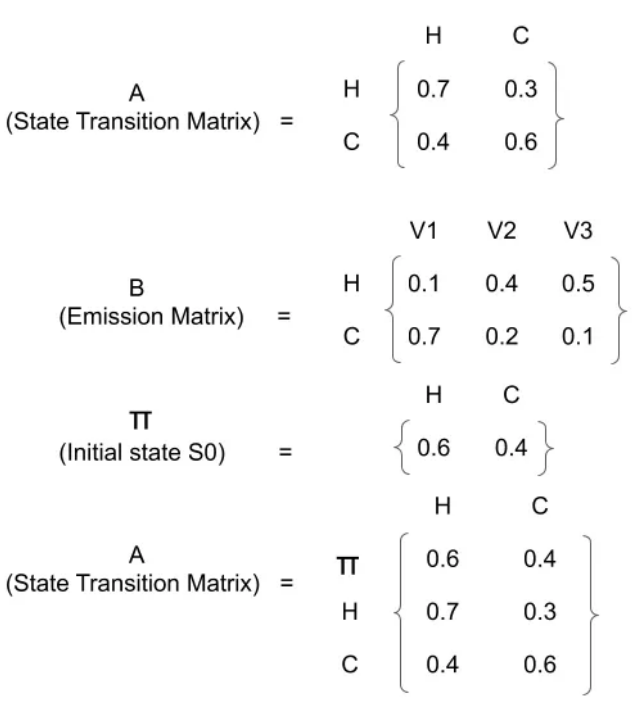 H C
A
(State Transition Matrix) =
H 0.7 0.3
C 0.4 0.6
V1 V2 V3
B
(Emission Matrix) =
H 0.1 0.4 0.5
C 0.7 0.2 0.1
H C
π
(Initial state S0) =
0.6 0.4
H C
A
(State Transition Matrix) =
π 0.6 0.4
H 0.7 0.3
C 0.4 0.6